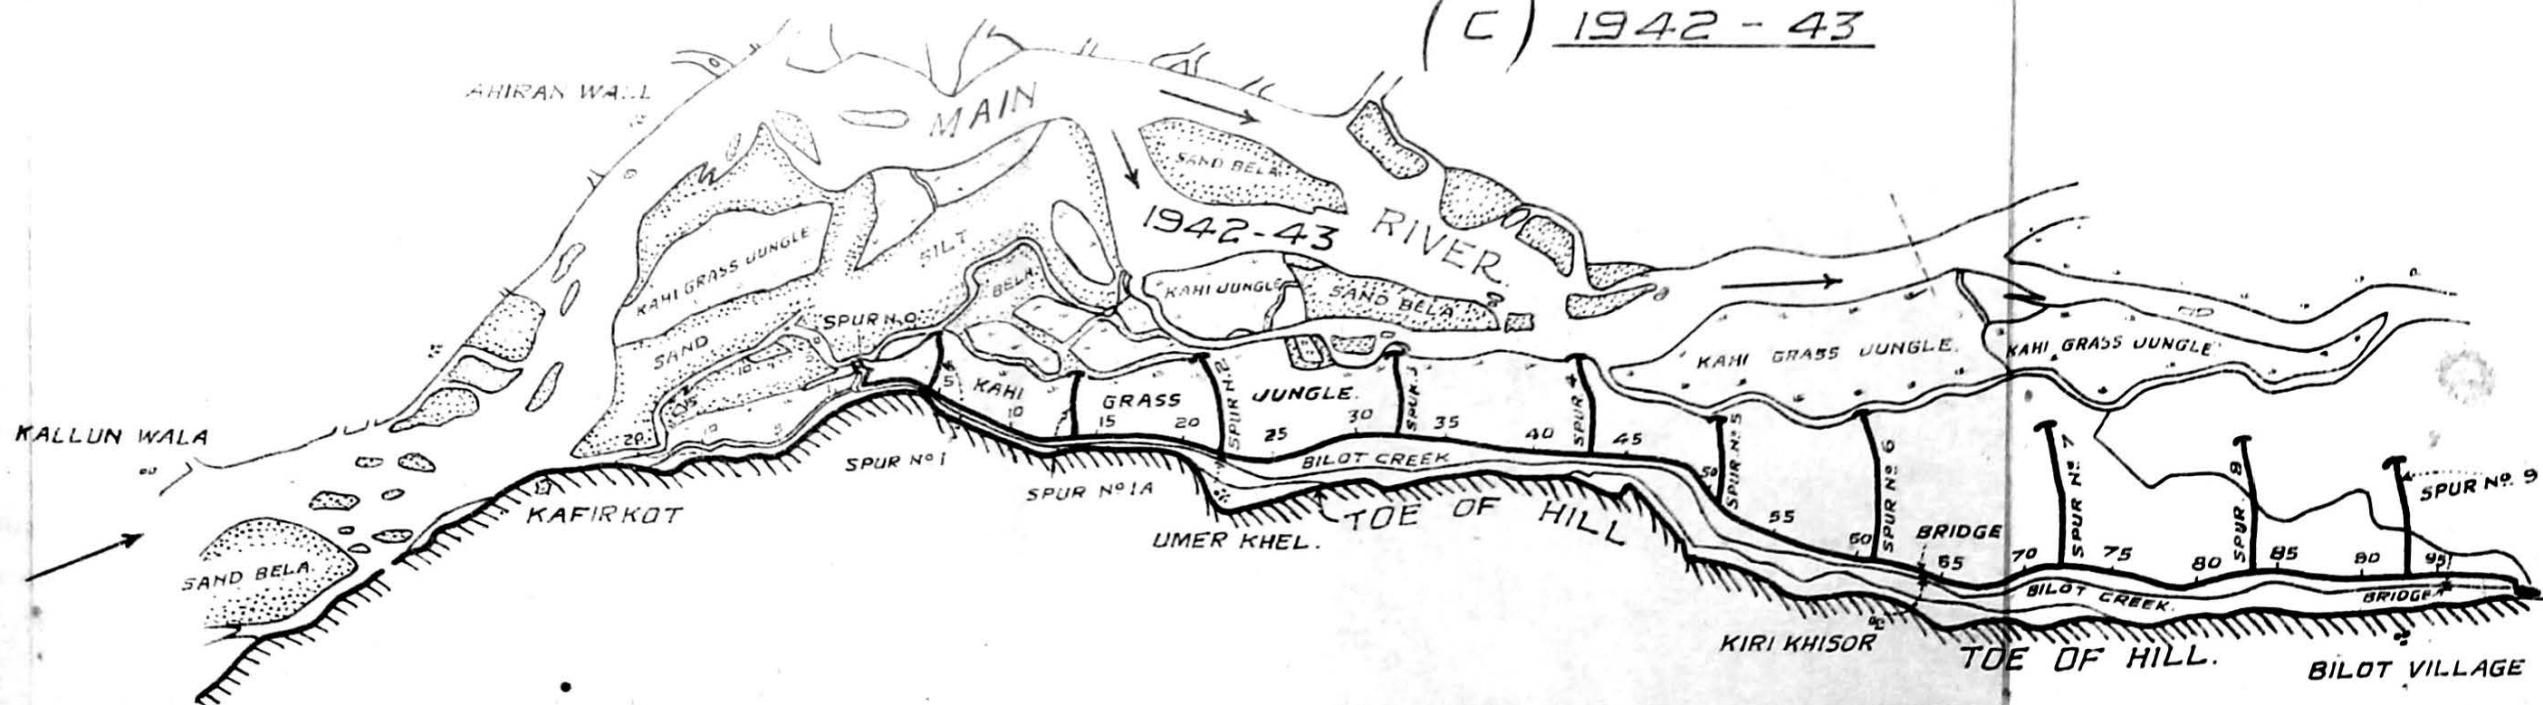 (C) 1942 - 43
AHIRAN WALI
MAIN
SAND BELA
1942-43
RIVER.
KAHI GRASS JUNGLE
SILT
BELA
KAHI JUNGLE
SAND BELA
SAND
SPUR No.
KAHI GRASS JUNGLE.
KAHI GRASS JUNGLE
KALLUN WALA
KAHI GRASS JUNGLE.
20
10
5
5
10
15
20
25
30
35
40
45
50
55
60
65
70
75
80
85
90
95
SPUR No 1
SPUR No 1A
SPUR No 2
SPUR 3
SPUR 4
SPUR No. 5
SPUR No. 6
SPUR No. 7
SPUR 8
SPUR No. 9
BILOT CREEK
KAFIRKOT
UMER KHEL.
TOE OF HILL
BRIDGE
BILOT CREEK.
BRIDGE
SAND BELA.
KIRI KHISOR
TOE OF HILL.
BILOT VILLAGE